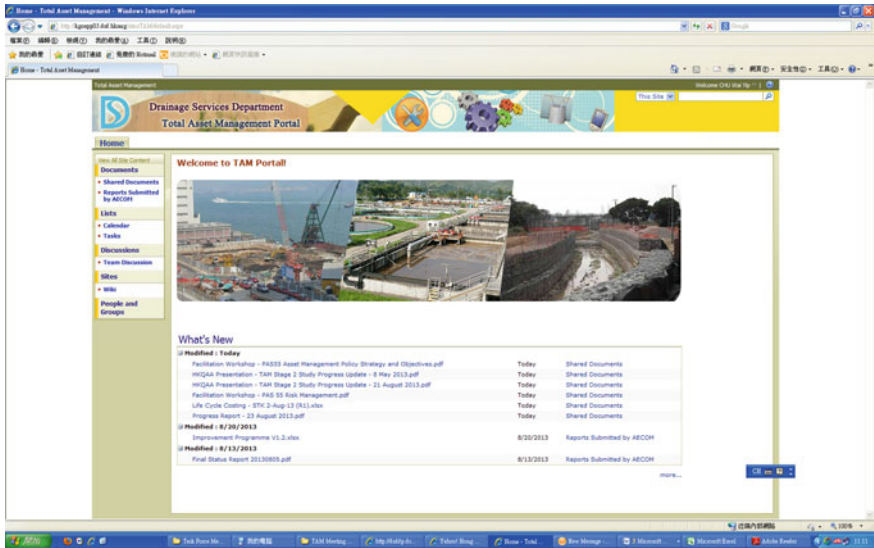 Home - Total Asset Management - Windows Internet Explorer
Google
Home - Total Asset Management
Total Asset Management
Drainage Services Department
Total Asset Management Portal
This Site
Home
View All Site Content
Documents
• Shared Documents
• Reports Submitted by AECOM
Lists
• Calendar
• Tasks
Discussions
• Team Discussion
Sites
• Wiki
People and Groups
Welcome to TAM Portal!
What's New
Modified : Today
Facilitation Workshop - PAS55 Asset Management Policy Strategy and Objectives.pdf Today Shared Documents
HKQAA Presentation - TAM Stage 2 Study Progress Update - 8 May 2013.pdf Today Shared Documents
HKQAA Presentation - TAM Stage 2 Study Progress Update - 21 August 2013.pdf Today Shared Documents
Facilitation Workshop - PAS 55 Risk Management.pdf Today Shared Documents
Life Cycle Costing - STK 2-Aug-13 (R1).xlsx Today Shared Documents
Progress Report - 23 August 2013.pdf Today Shared Documents
Modified : 8/20/2013
Improvement Programme V1.2.xlsx 8/20/2013 Reports Submitted by AECOM
Modified : 8/13/2013
Final Status Report 20130805.pdf 8/13/2013 Reports Submitted by AECOM
more...
100%
Task Force Me...
TAM Meeting...
Home - Total...
New Message -...
3 Microsoft...
Microsoft Excel
Adobe Reader
11:11